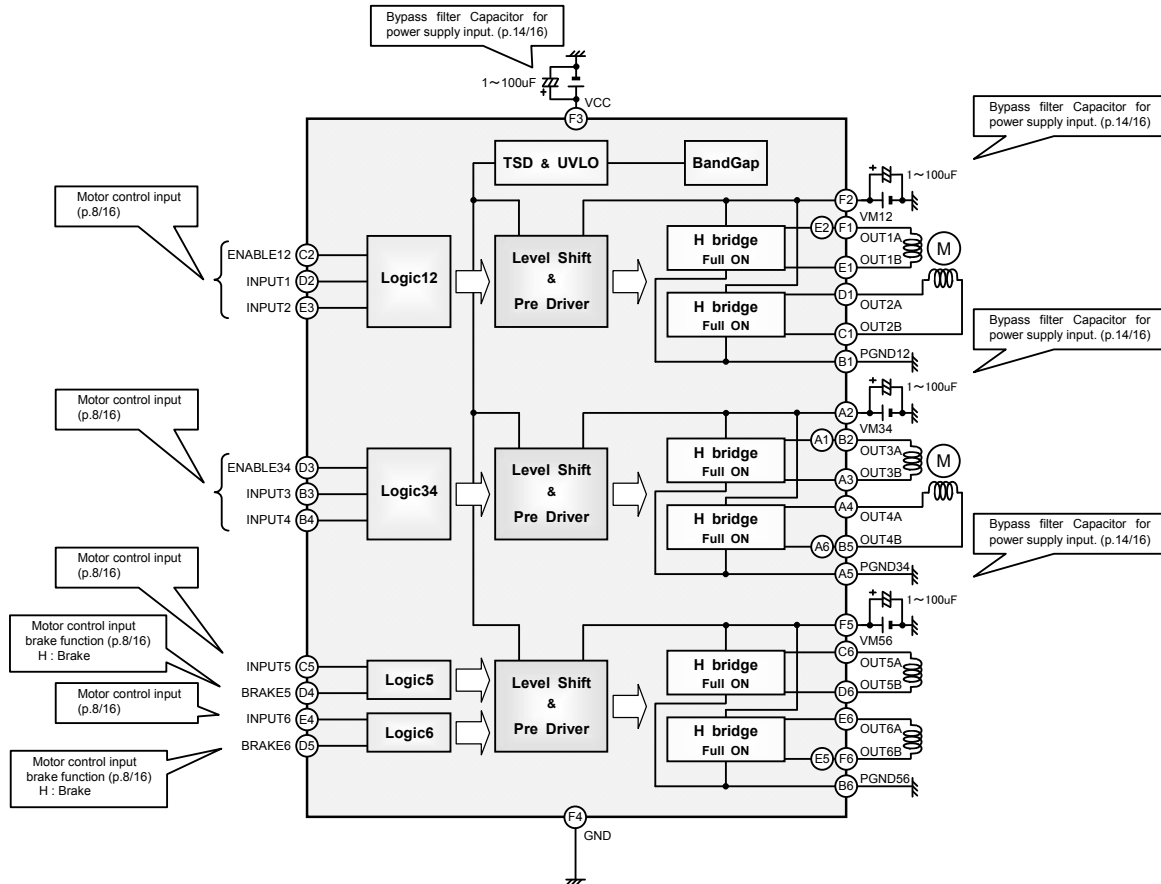 Bypass filter Capacitor for
power supply input. (p.14/16)
1～100uF
+
VCC
F3
Bypass filter Capacitor for
power supply input. (p.14/16)
TSD & UVLO
BandGap
+
1～100uF
Motor control input
(p.8/16)
F2
VM12
E2
F1
OUT1A
M
H bridge
Full ON
ENABLE12
C2
Level Shift
&
Pre Driver
Logic12
OUT1B
E1
INPUT1
D2
D1
OUT2A
INPUT2
E3
H bridge
Full ON
OUT2B
C1
Bypass filter Capacitor for
power supply input. (p.14/16)
B1
PGND12
+
1～100uF
Motor control input
(p.8/16)
A2
VM34
A1
B2
OUT3A
M
H bridge
Full ON
ENABLE34
D3
Level Shift
&
Pre Driver
Logic34
OUT3B
A3
INPUT3
B3
A4
OUT4A
INPUT4
B4
H bridge
Full ON
OUT4B
A6
B5
Bypass filter Capacitor for
power supply input. (p.14/16)
A5
PGND34
Motor control input
(p.8/16)
+
1～100uF
F5
VM56
Motor control input
brake function (p.8/16)
H : Brake
C6
OUT5A
H bridge
Full ON
INPUT5
C5
Logic5
Level Shift
&
Pre Driver
OUT5B
D6
BRAKE5
D4
Motor control input
(p.8/16)
INPUT6
E4
Logic6
E6
OUT6A
H bridge
Full ON
BRAKE6
D5
OUT6B
E5
F6
Motor control input
brake function (p.8/16)
H : Brake
B6
PGND56
F4
GND